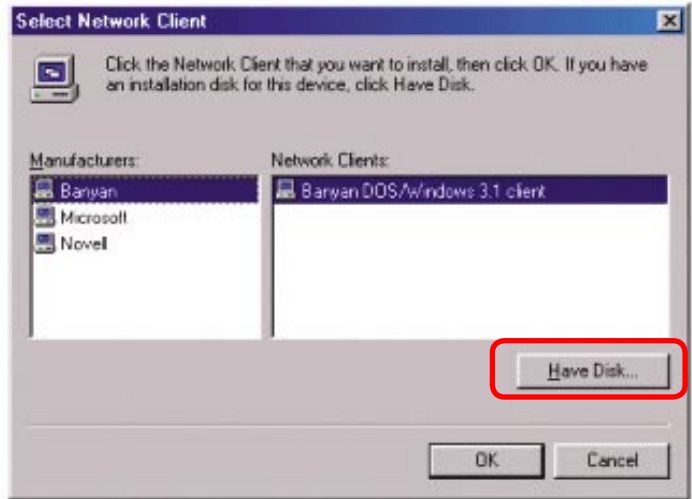 Select Network Client
Click the Network Client that you want to install, then click OK. If you have
an installation disk for this device, click Have Disk.
Manufacturers:
Network Clients:
Banyan
Banyan DOS/Windows 3.1 client
Microsoft
Novell
Have Disk...
OK
Cancel